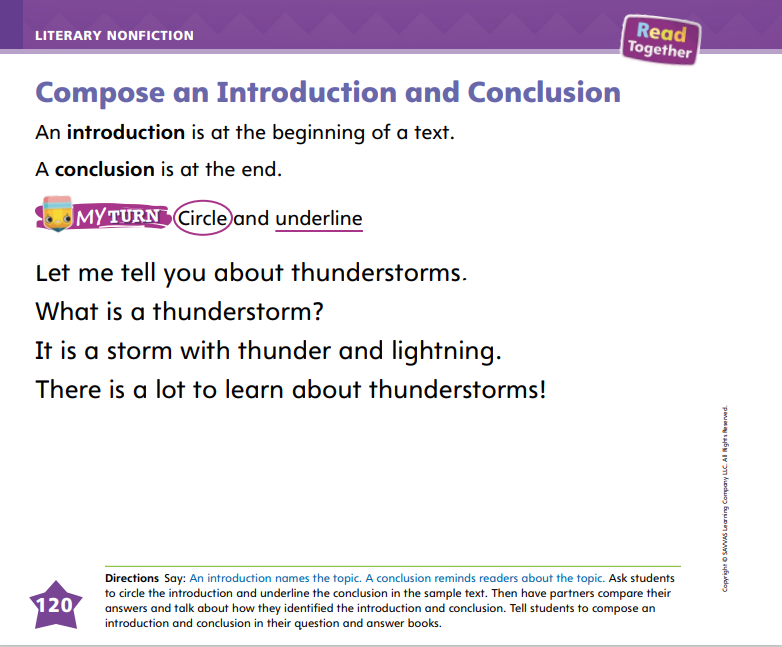 LITERARY NONFICTION
Read
Together
Compose an Introduction and Conclusion
An introduction is at the beginning of a text.
A conclusion is at the end.
MY TURN Circle and underline
Let me tell you about thunderstorms.
What is a thunderstorm?
It is a storm with thunder and lightning.
There is a lot to learn about thunderstorms!
Copyright © SAVVAS Learning Company LLC. All Rights Reserved.
Directions Say: An introduction names the topic. A conclusion reminds readers about the topic. Ask students
to circle the introduction and underline the conclusion in the sample text. Then have partners compare their
answers and talk about how they identified the introduction and conclusion. Tell students to compose an
introduction and conclusion in their question and answer books.
120